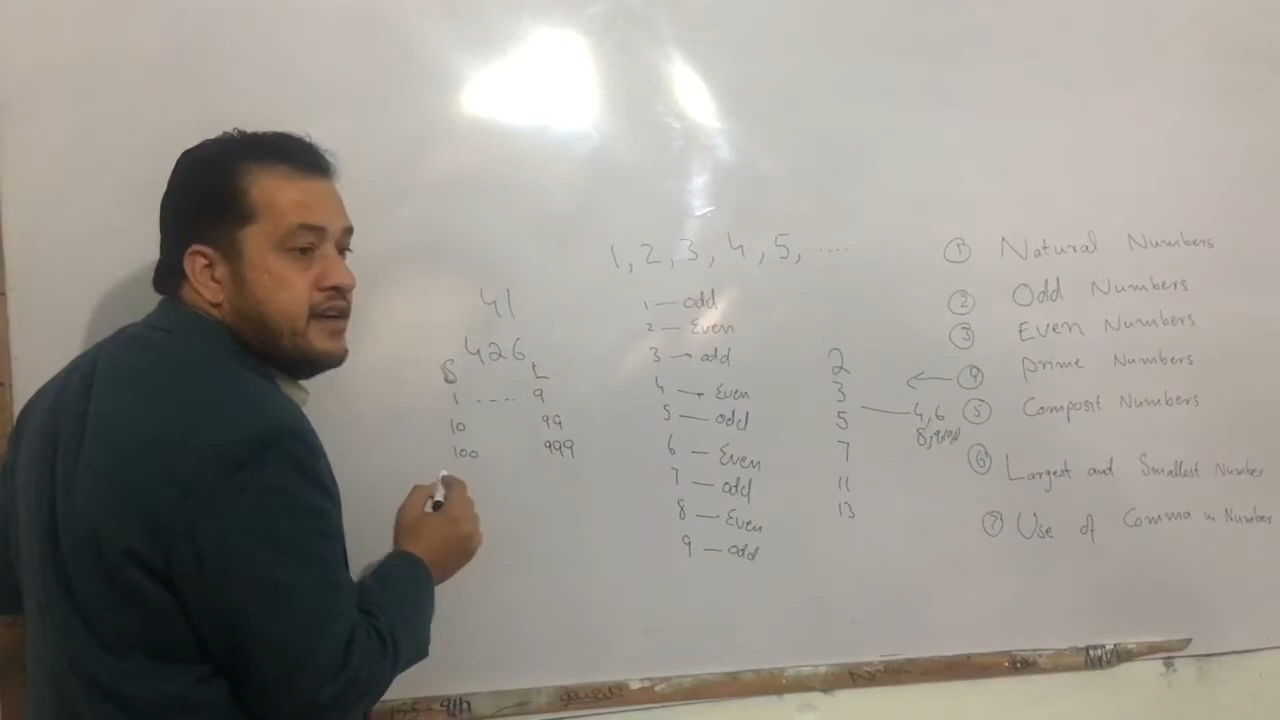 1, 2, 3, 4, 5, ....
41
426
S L
1 .... 9
10 99
100 999
1 — odd
2 — Even
3 → odd
4 → Even
5 — odd
6 — Even
7 — odd
8 — Even
9 — odd
2
3
5
7
11
13
① Natural Numbers
② Odd Numbers
③ Even Numbers
④ Prime Numbers
4,6 ⑤ Composit Numbers
8,9
⑥ Largest and Smallest Number
⑦ Use of Comma in Number